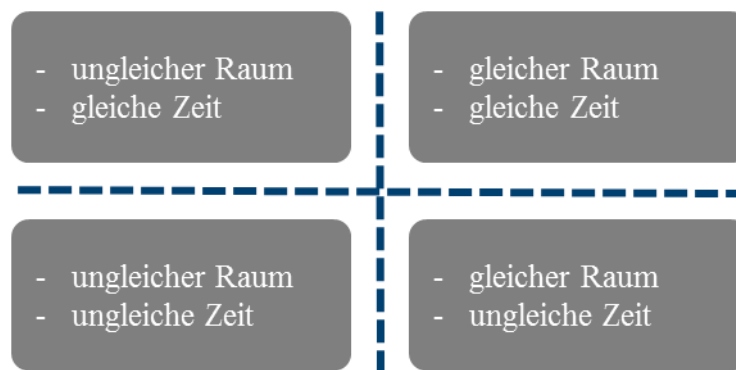 - ungleicher Raum
- gleiche Zeit
- gleicher Raum
- gleiche Zeit
- ungleicher Raum
- ungleiche Zeit
- gleicher Raum
- ungleiche Zeit